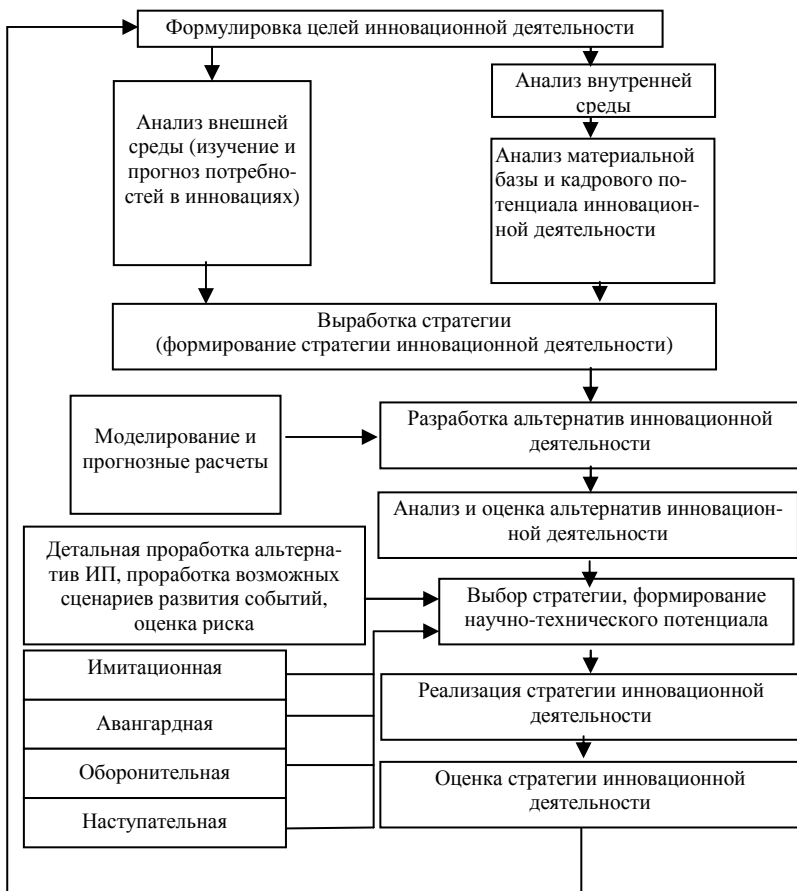 Формулировка целей инновационной деятельности
Анализ внешней
среды (изучение и
прогноз потребно-
стей в инновациях)
Анализ внутренней
среды
Анализ материальной
базы и кадрового по-
тенциала инновацион-
ной деятельности
Выработка стратегии
(формирование стратегии инновационной деятельности)
Моделирование и
прогнозные расчеты
Разработка альтернатив инновационной
деятельности
Анализ и оценка альтернатив инновацион-
ной деятельности
Детальная проработка альтерна-
тив ИП, проработка возможных
сценариев развития событий,
оценка риска
Выбор стратегии, формирование
научно-технического потенциала
Имитационная
Авангардная
Оборонительная
Наступательная
Реализация стратегии инновационной
деятельности
Оценка стратегии инновационной
деятельности